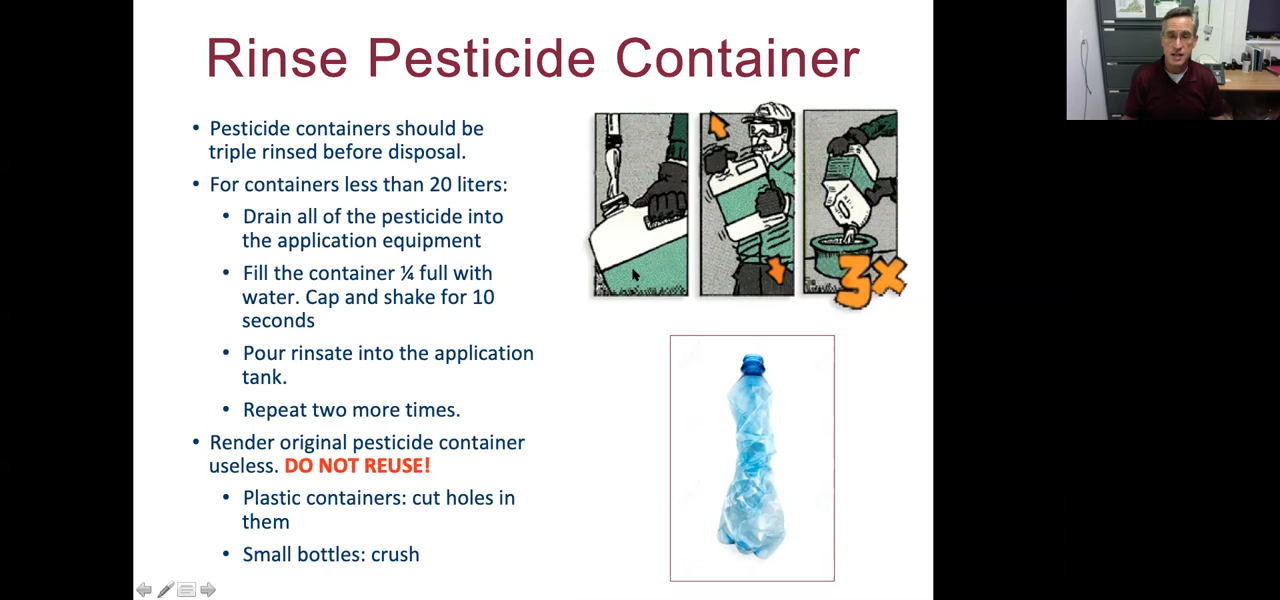 Rinse Pesticide Container
• Pesticide containers should be
triple rinsed before disposal.
• For containers less than 20 liters:
• Drain all of the pesticide into
the application equipment
• Fill the container ¼ full with
water. Cap and shake for 10
seconds
• Pour rinsate into the application
tank.
• Repeat two more times.
• Render original pesticide container
useless. DO NOT REUSE!
• Plastic containers: cut holes in
them
• Small bottles: crush
3x